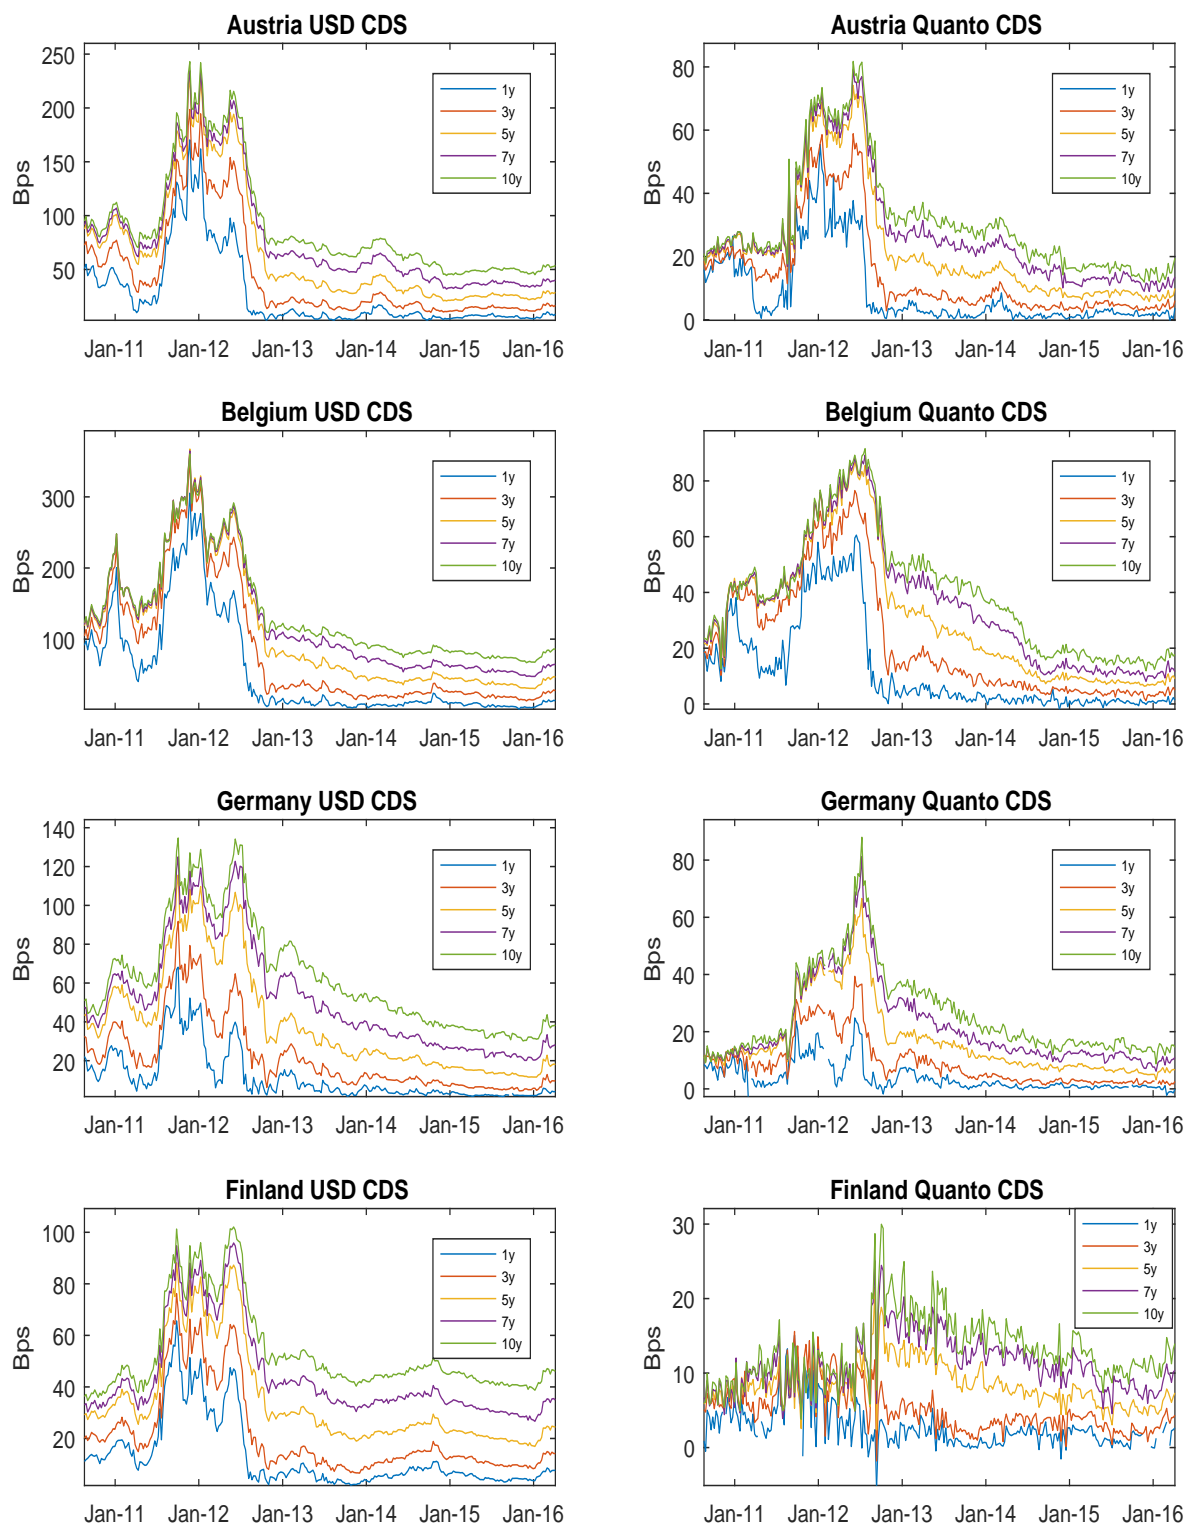 Austria USD CDS
250
200
150
100
50
Bps
Jan-11 Jan-12 Jan-13 Jan-14 Jan-15 Jan-16
1y
3y
5y
7y
10y
Austria Quanto CDS
80
60
40
20
0
Bps
Jan-11 Jan-12 Jan-13 Jan-14 Jan-15 Jan-16
1y
3y
5y
7y
10y
Belgium USD CDS
300
200
100
Bps
Jan-11 Jan-12 Jan-13 Jan-14 Jan-15 Jan-16
1y
3y
5y
7y
10y
Belgium Quanto CDS
80
60
40
20
0
Bps
Jan-11 Jan-12 Jan-13 Jan-14 Jan-15 Jan-16
1y
3y
5y
7y
10y
Germany USD CDS
140
120
100
80
60
40
20
Bps
Jan-11 Jan-12 Jan-13 Jan-14 Jan-15 Jan-16
1y
3y
5y
7y
10y
Germany Quanto CDS
80
60
40
20
0
Bps
Jan-11 Jan-12 Jan-13 Jan-14 Jan-15 Jan-16
1y
3y
5y
7y
10y
Finland USD CDS
100
80
60
40
20
Bps
Jan-11 Jan-12 Jan-13 Jan-14 Jan-15 Jan-16
1y
3y
5y
7y
10y
Finland Quanto CDS
30
20
10
0
Bps
Jan-11 Jan-12 Jan-13 Jan-14 Jan-15 Jan-16
1y
3y
5y
7y
10y